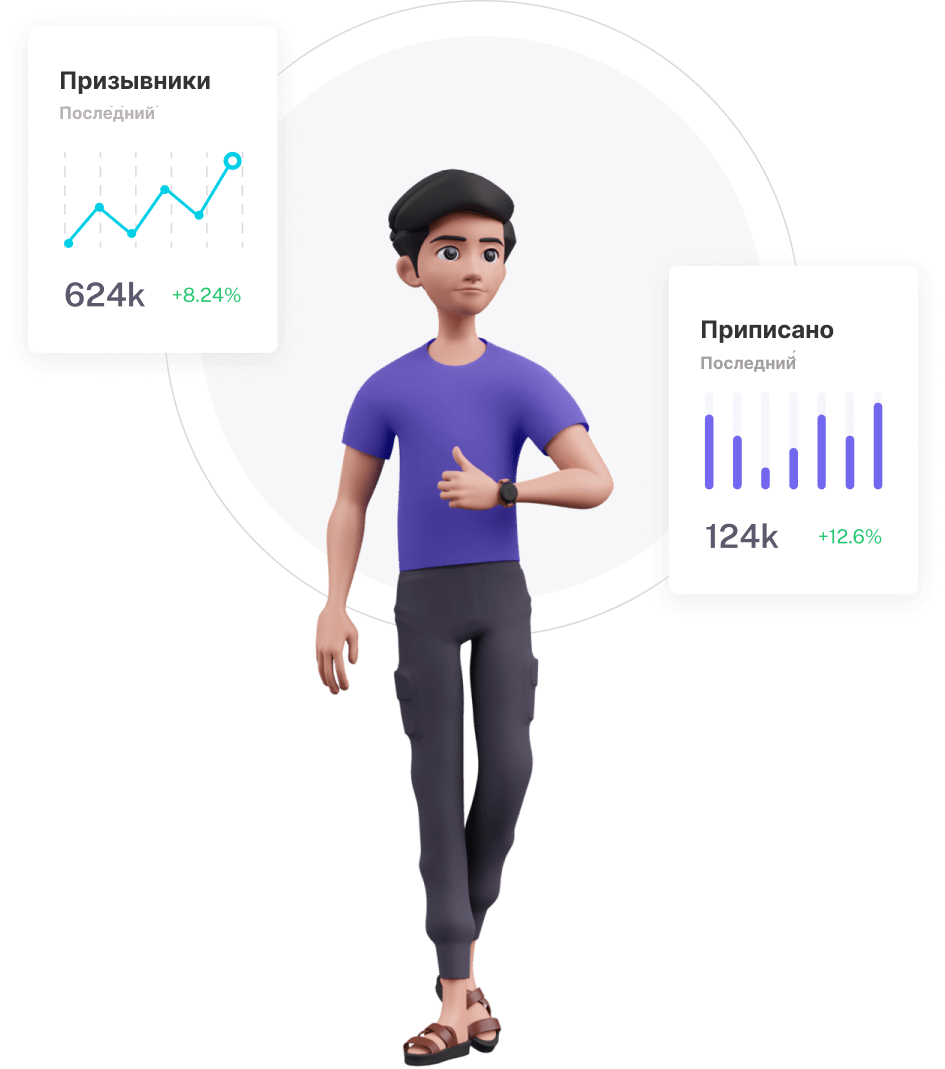 Призывники
Последний
624k
+8.24%
Приписано
Последний
124k
+12.6%